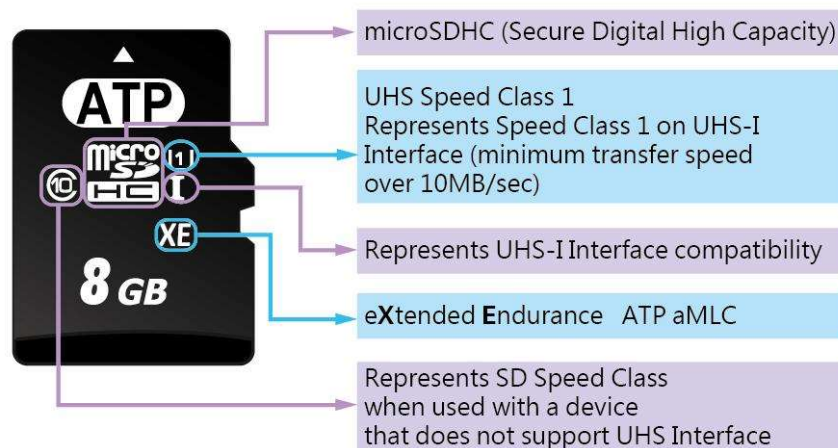 ATP
micro
SD
HC
1
I
10
XE
8 GB
microSDHC (Secure Digital High Capacity)
UHS Speed Class 1
Represents Speed Class 1 on UHS-I
Interface (minimum transfer speed
over 10MB/sec)
Represents UHS-I Interface compatibility
eXtended Endurance ATP aMLC
Represents SD Speed Class
when used with a device
that does not support UHS Interface